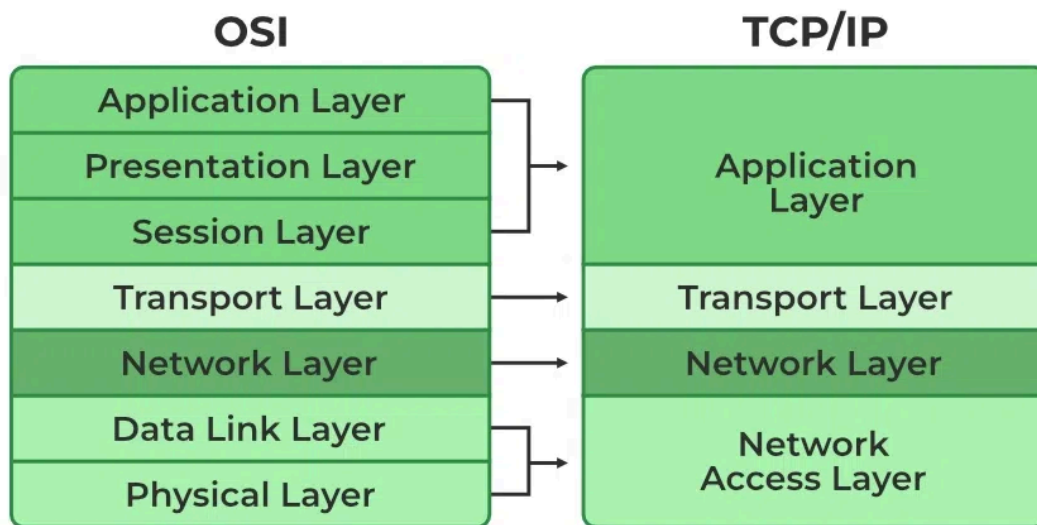 OSI
Application Layer
Presentation Layer
Session Layer
Transport Layer
Network Layer
Data Link Layer
Physical Layer
TCP/IP
Application
Layer
Transport Layer
Network Layer
Network
Access Layer